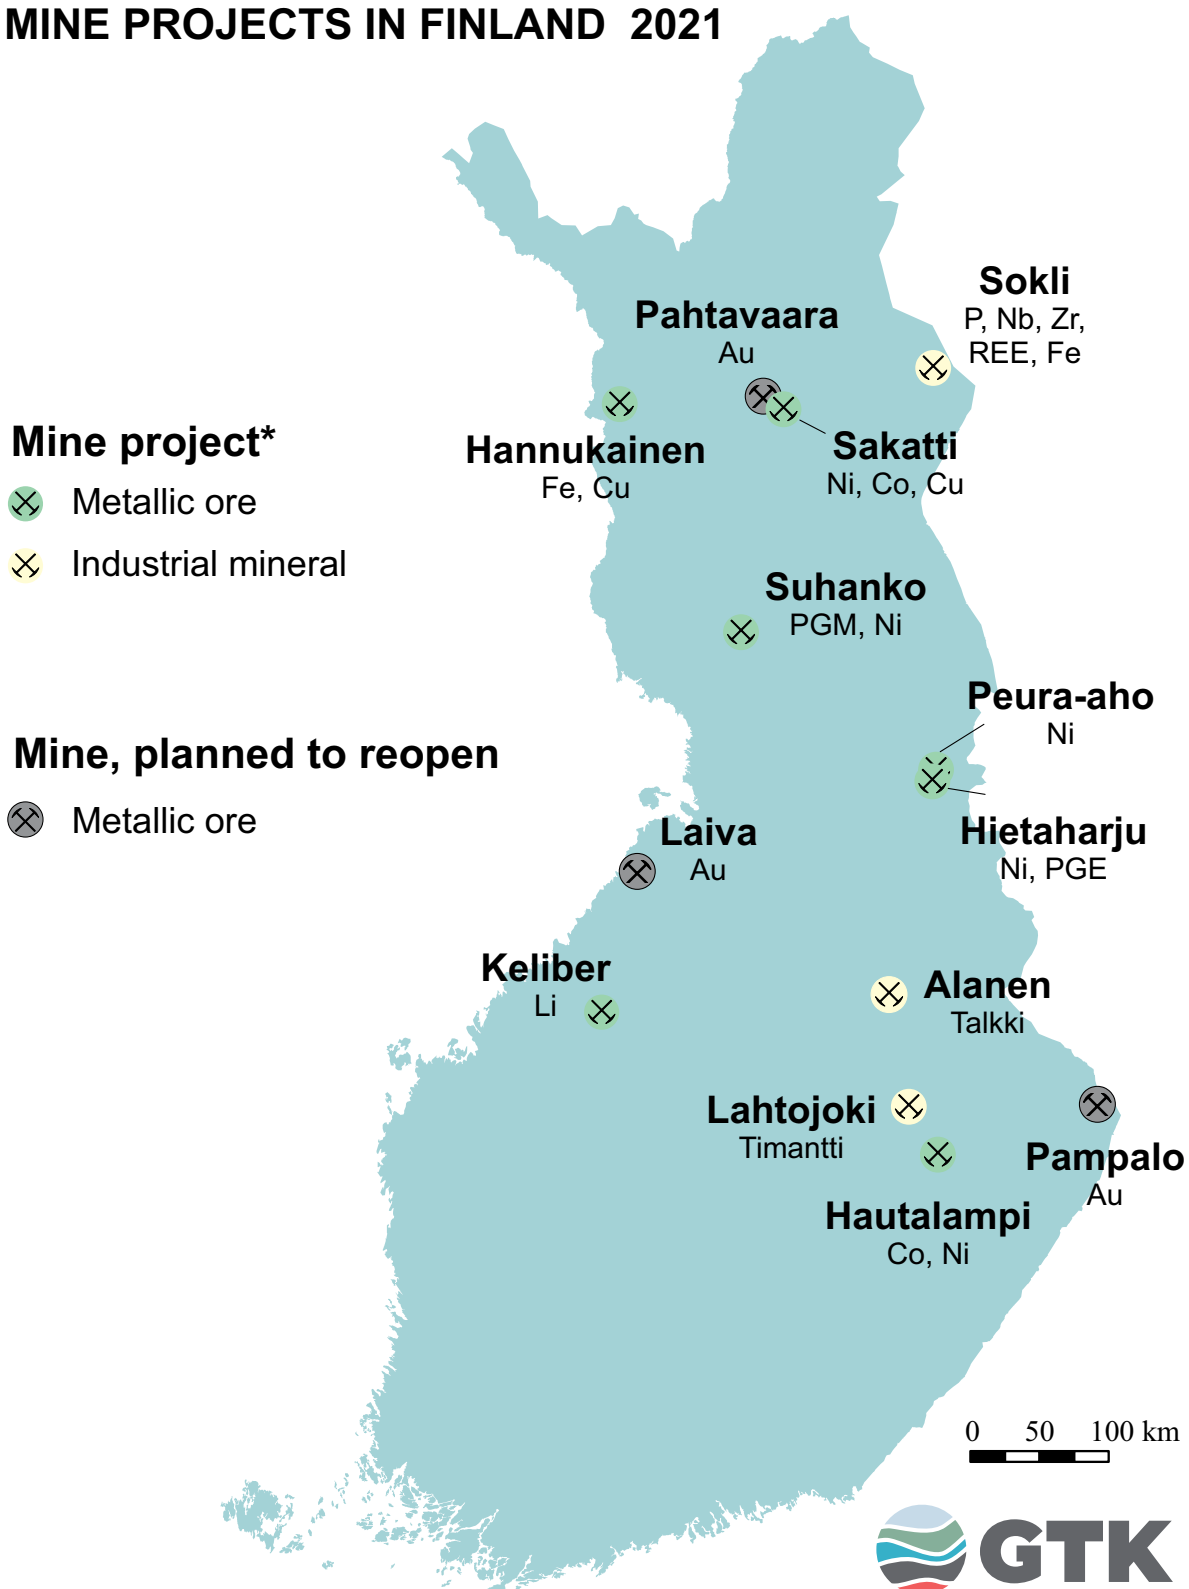 MINE PROJECTS IN FINLAND 2021
Sokli
P, Nb, Zr,
REE, Fe
Pahtavaara
Au
Hannukainen
Fe, Cu
Sakatti
Ni, Co, Cu
Mine project*
Metallic ore
Industrial mineral
Suhanko
PGM, Ni
Peura-aho
Ni
Mine, planned to reopen
Metallic ore
Laiva
Au
Hietaharju
Ni, PGE
Keliber
Li
Alanen
Talkki
Lahtojoki
Timantti
Pampalo
Au
Hautalampi
Co, Ni
0 50 100 km
GTK